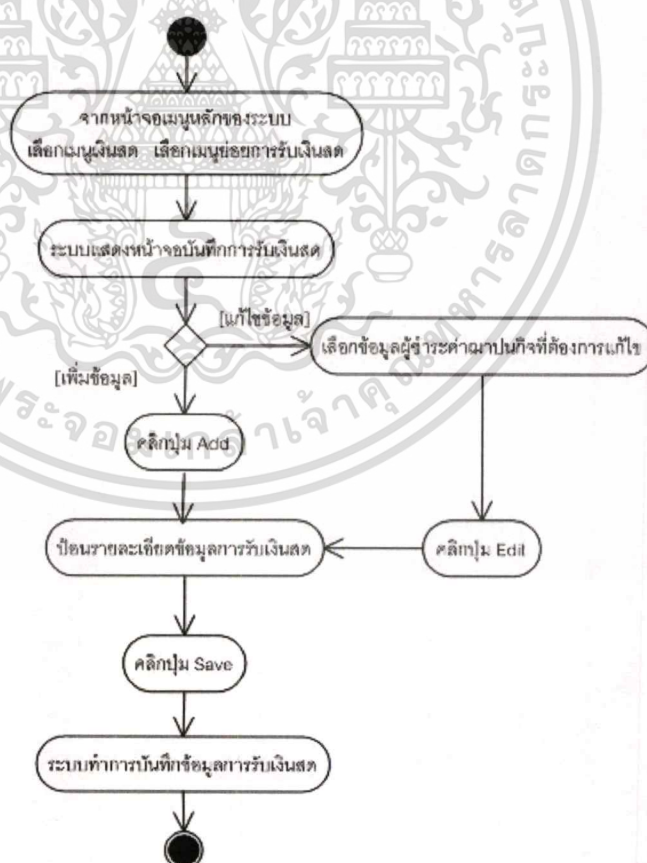 จากหน้าจอเมนูหลักของระบบ
เลือกเมนูเงินสด เลือกเมนูย่อยการรับเงินสด
ระบบแสดงหน้าจอบันทึกการรับเงินสด
[แก้ไขข้อมูล]
เลือกข้อมูลผู้ชำระค่าฌาปนกิจที่ต้องการแก้ไข
[เพิ่มข้อมูล]
คลิกปุ่ม Add
ป้อนรายละเอียดข้อมูลการรับเงินสด
คลิกปุ่ม Edit
คลิกปุ่ม Save
ระบบทำการบันทึกข้อมูลการรับเงินสด